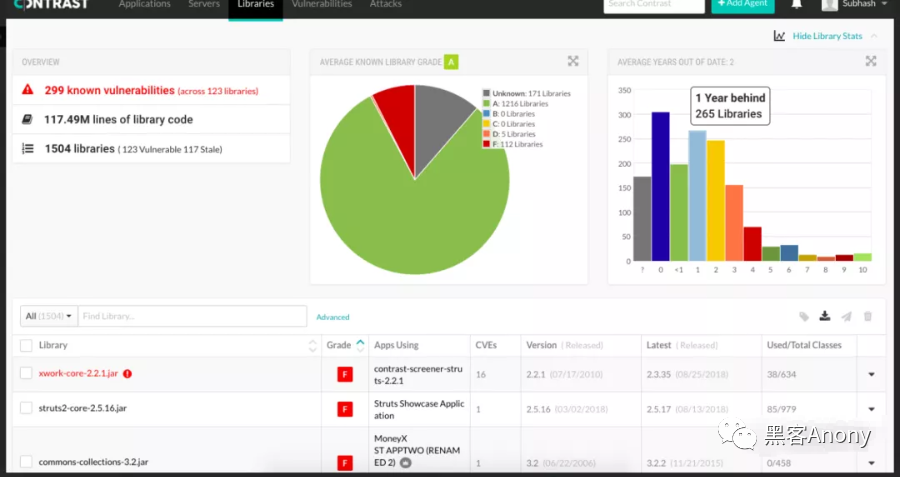 CONTRAST
Applications Servers Libraries Vulnerabilities Attacks Search Contrast + Add Agent Subhash
Hide Library Stats
OVERVIEW
299 known vulnerabilities (across 123 libraries)
117.49M lines of library code
1504 libraries ( 123 Vulnerable 117 Stale)
AVERAGE KNOWN LIBRARY GRADE A
Unknown: 171 Libraries
A: 1216 Libraries
B: 0 Libraries
C: 0 Libraries
D: 5 Libraries
F: 112 Libraries
AVERAGE YEARS OUT OF DATE: 2
1 Year behind
265 Libraries
350
300
250
200
150
100
50
0
? 0 <1 1 2 3 4 5 6 7 8 9 10
All (1504) Find Library... Advanced
Library Grade Apps Using CVEs Version ( Released) Latest ( Released) Used/Total Classes
xwork-core-2.2.1.jar F contrast-screener-stru
ts-2.2.1 16 2.2.1 (07/17/2010) 2.3.35 (08/25/2018) 38/634
struts2-core-2.5.16.jar F Struts Showcase Applic
ation 1 2.5.16 (03/02/2018) 2.5.17 (08/13/2018) 85/979
MoneyX
ST APPTWO (RENAM
commons-collections-3.2.jar F ED 2) 1 3.2 (06/22/2006) 3.2.2 (11/21/2015) 0/458
黑客Anony